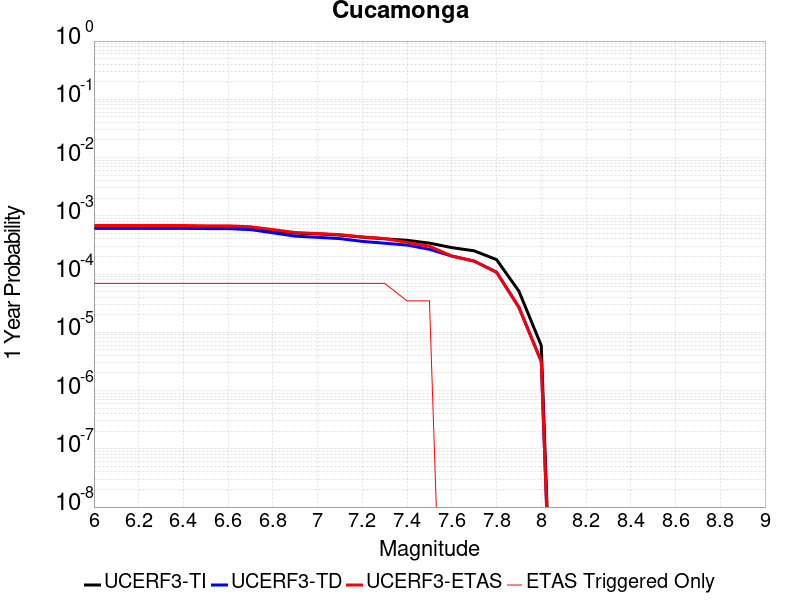 Cucamonga
10^0
10^-1
10^-2
10^-3
10^-4
10^-5
10^-6
10^-7
10^-8
1 Year Probability
6 6.2 6.4 6.6 6.8 7 7.2 7.4 7.6 7.8 8 8.2 8.4 8.6 8.8 9
Magnitude
UCERF3-TI UCERF3-TD UCERF3-ETAS ETAS Triggered Only